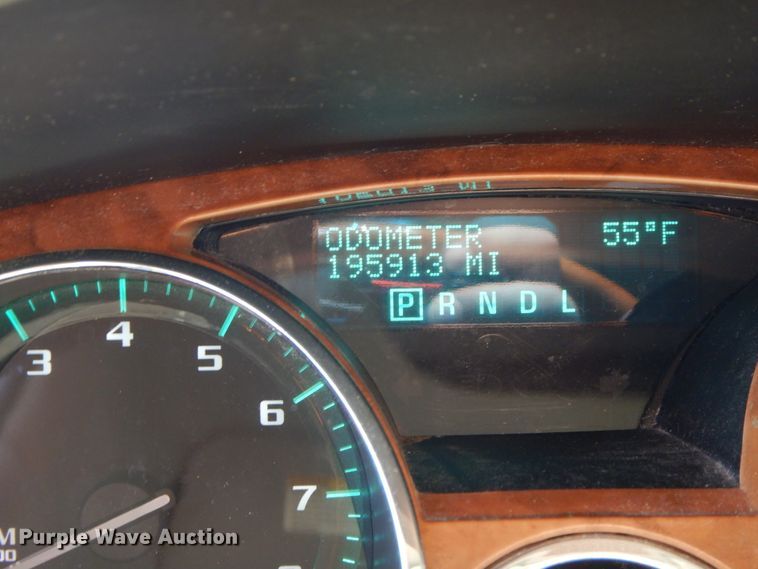 ODOMETER 55°F
195913 MI
P R N D L
3 4 5 6 7
Purple Wave Auction